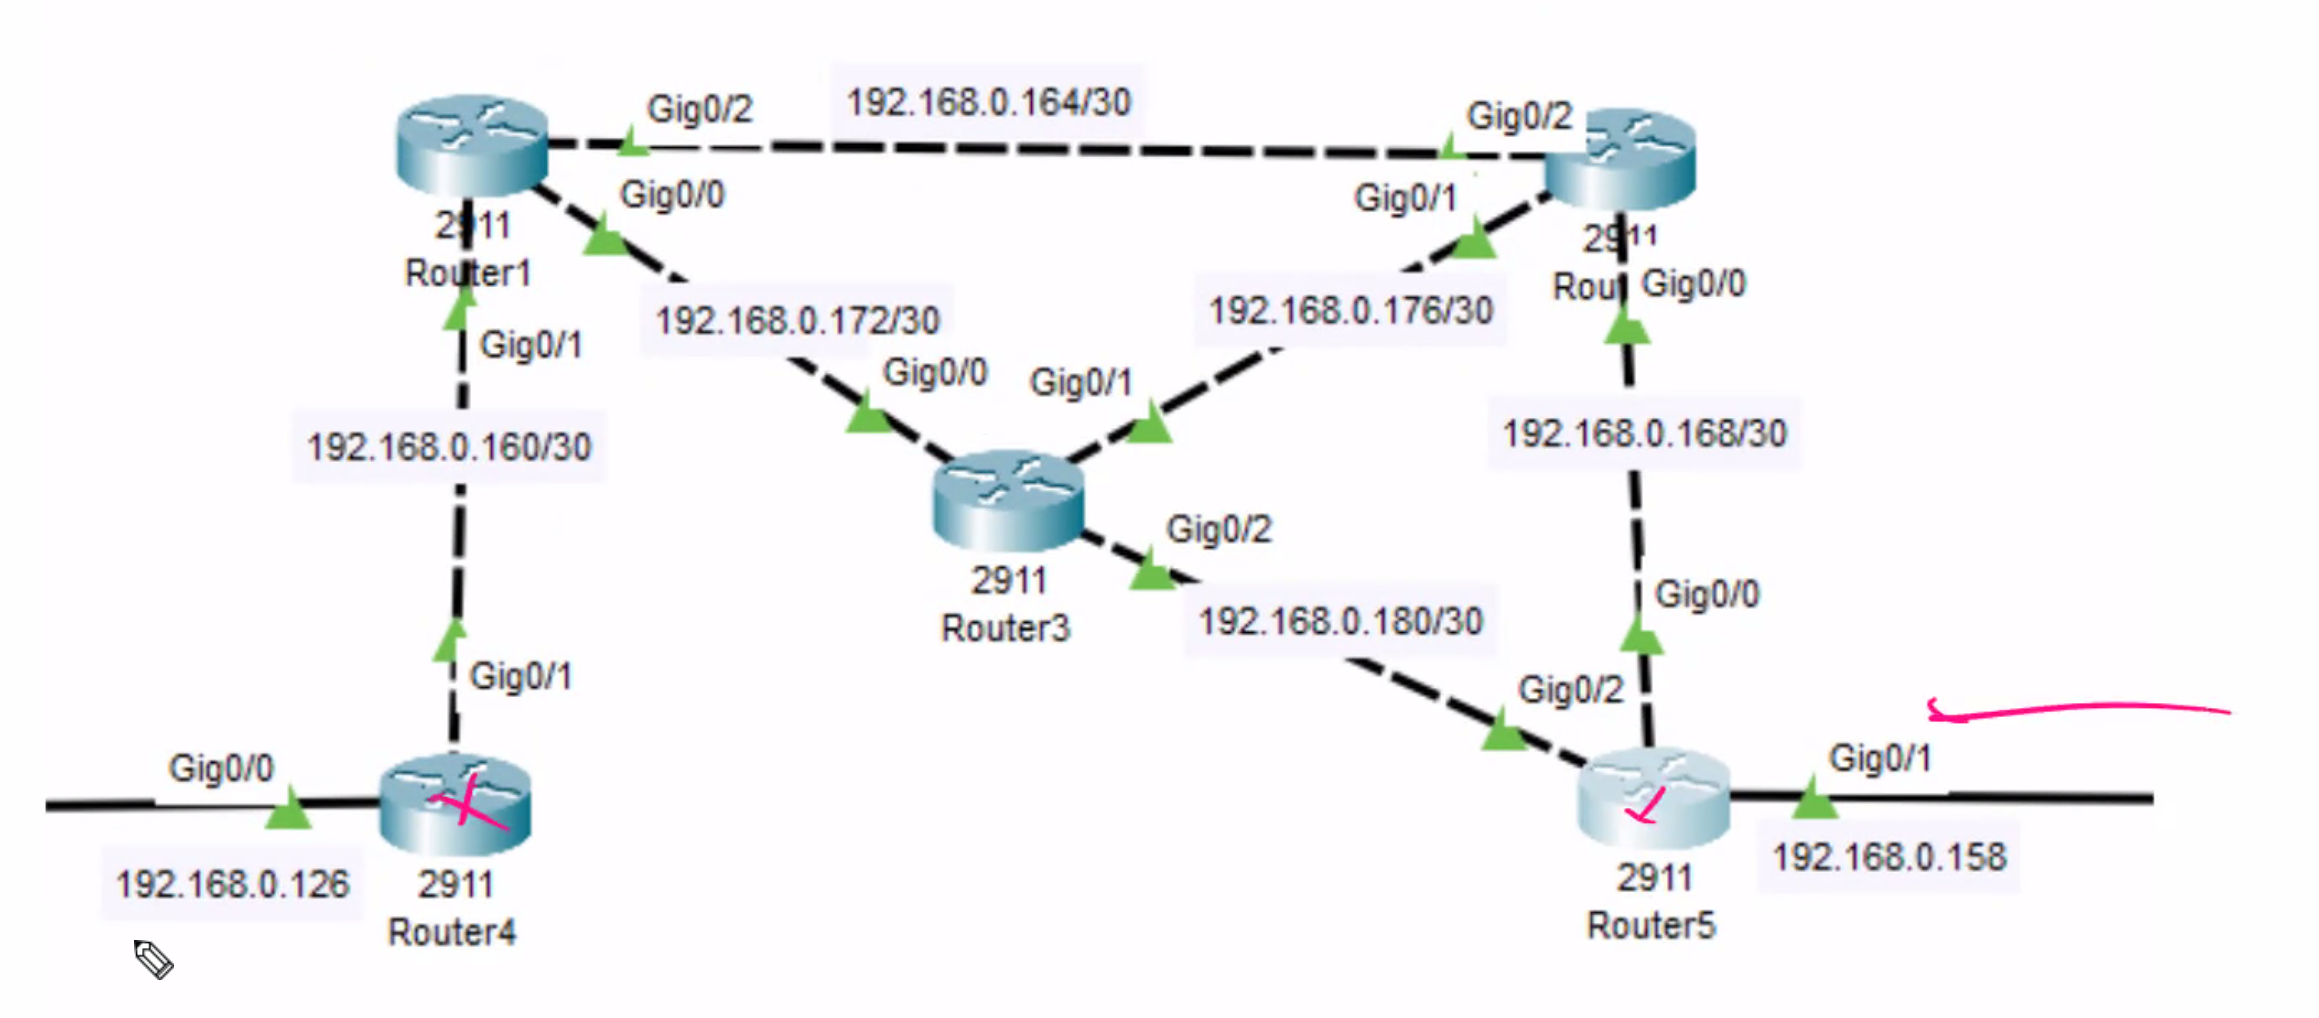 Gig0/2
192.168.0.164/30
Gig0/2
Gig0/0
Gig0/1
2911
Router1
2911
Rou
Gig0/0
192.168.0.172/30
192.168.0.176/30
Gig0/1
Gig0/0
Gig0/1
192.168.0.160/30
192.168.0.168/30
Gig0/2
2911
Router3
Gig0/0
192.168.0.180/30
Gig0/1
Gig0/2
Gig0/0
Gig0/1
192.168.0.126
2911
Router4
192.168.0.158
2911
Router5